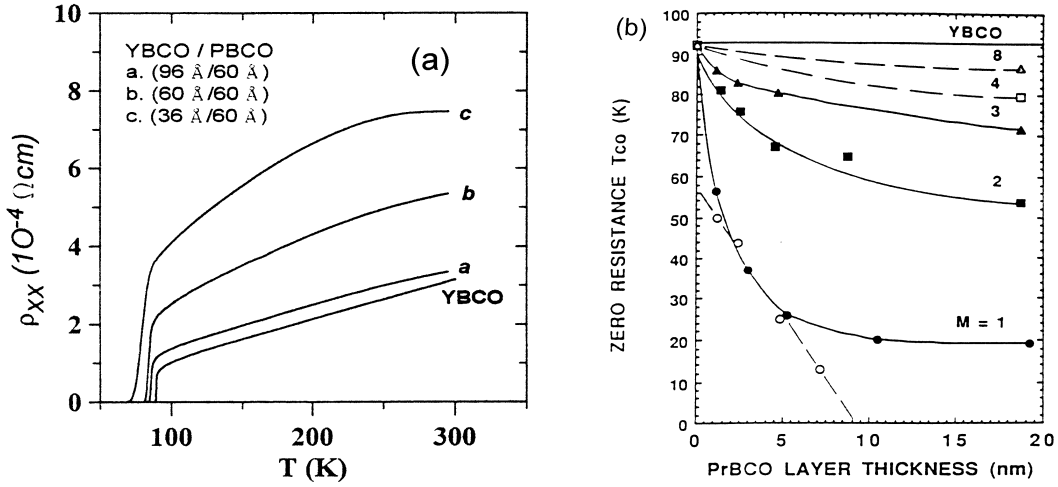 (a)
YBCO / PBCO
a. (96 Å/60 Å)
b. (60 Å/60 Å)
c. (36 Å/60 Å)
c
b
a
YBCO
10
8
6
4
2
0
ρXX (10-4 Ωcm)
100
200
300
T (K)
(b)
YBCO
8
4
3
2
M = 1
100
90
80
70
60
50
40
30
20
10
0
ZERO RESISTANCE Tco (K)
0
5
10
15
20
PrBCO LAYER THICKNESS (nm)